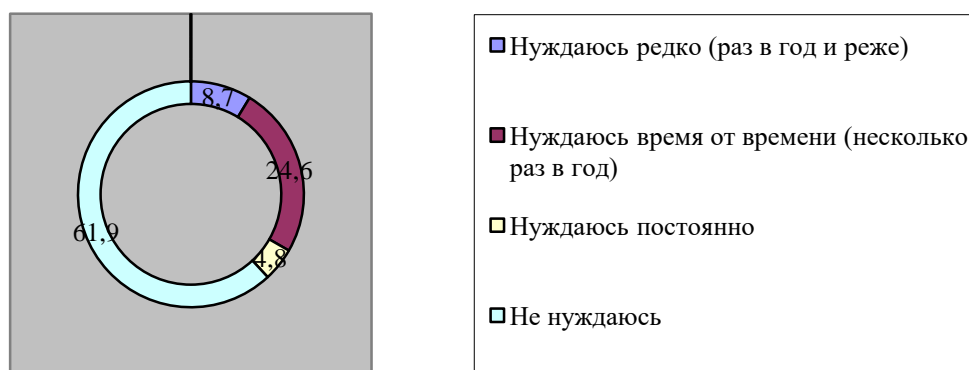 8,7
24,6
4,8
61,9
Нуждаюсь редко (раз в год и реже)
Нуждаюсь время от времени (несколько
раз в год)
Нуждаюсь постоянно
Не нуждаюсь